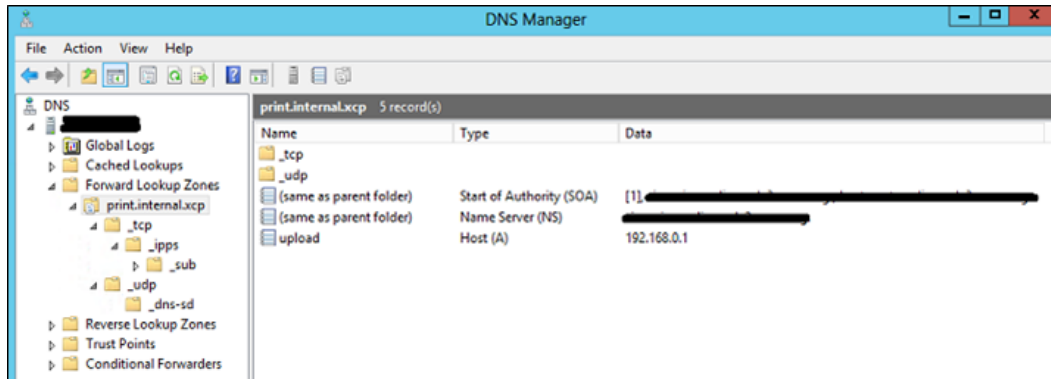 DNS Manager
File Action View Help
DNS
Global Logs
Cached Lookups
Forward Lookup Zones
print.internal.xcp
_tcp
_ipps
_sub
_udp
_dns-sd
Reverse Lookup Zones
Trust Points
Conditional Forwarders
print.internal.xcp 5 record(s)
Name Type Data
_tcp
_udp
(same as parent folder) Start of Authority (SOA) [1],
(same as parent folder) Name Server (NS)
upload Host (A) 192.168.0.1